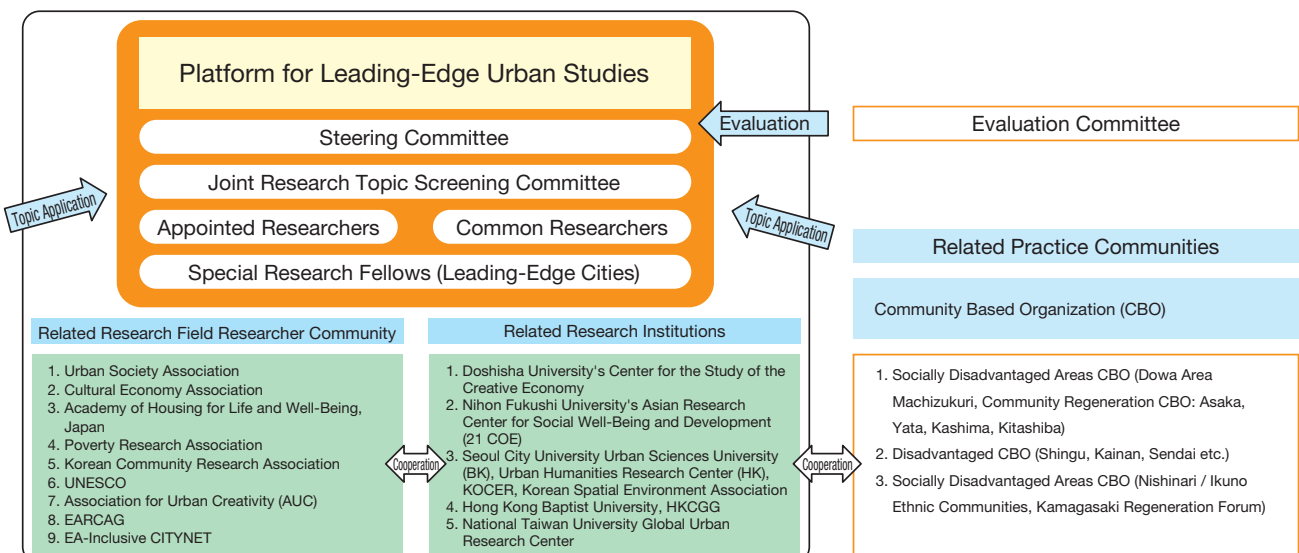 Platform for Leading-Edge Urban Studies
Steering Committee
Joint Research Topic Screening Committee
Appointed Researchers
Common Researchers
Special Research Fellows (Leading-Edge Cities)
Topic Application
Evaluation
Evaluation Committee
Topic Application
Related Practice Communities
Community Based Organization (CBO)
Related Research Field Researcher Community
1. Urban Society Association
2. Cultural Economy Association
3. Academy of Housing for Life and Well-Being,
Japan
4. Poverty Research Association
5. Korean Community Research Association
6. UNESCO
7. Association for Urban Creativity (AUC)
8. EARCAG
9. EA-Inclusive CITYNET
Cooperation
Related Research Institutions
1. Doshisha University's Center for the Study of the
Creative Economy
2. Nihon Fukushi University's Asian Research
Center for Social Well-Being and Development
(21 COE)
3. Seoul City University Urban Sciences University
(BK), Urban Humanities Research Center (HK),
KOCER, Korean Spatial Environment Association
4. Hong Kong Baptist University, HKCGG
5. National Taiwan University Global Urban
Research Center
Cooperation
1. Socially Disadvantaged Areas CBO (Dowa Area
Machizukuri, Community Regeneration CBO: Asaka,
Yata, Kashima, Kitashiba)
2. Disadvantaged CBO (Shingu, Kainan, Sendai etc.)
3. Socially Disadvantaged Areas CBO (Nishinari / Ikuno
Ethnic Communities, Kamagasaki Regeneration Forum)